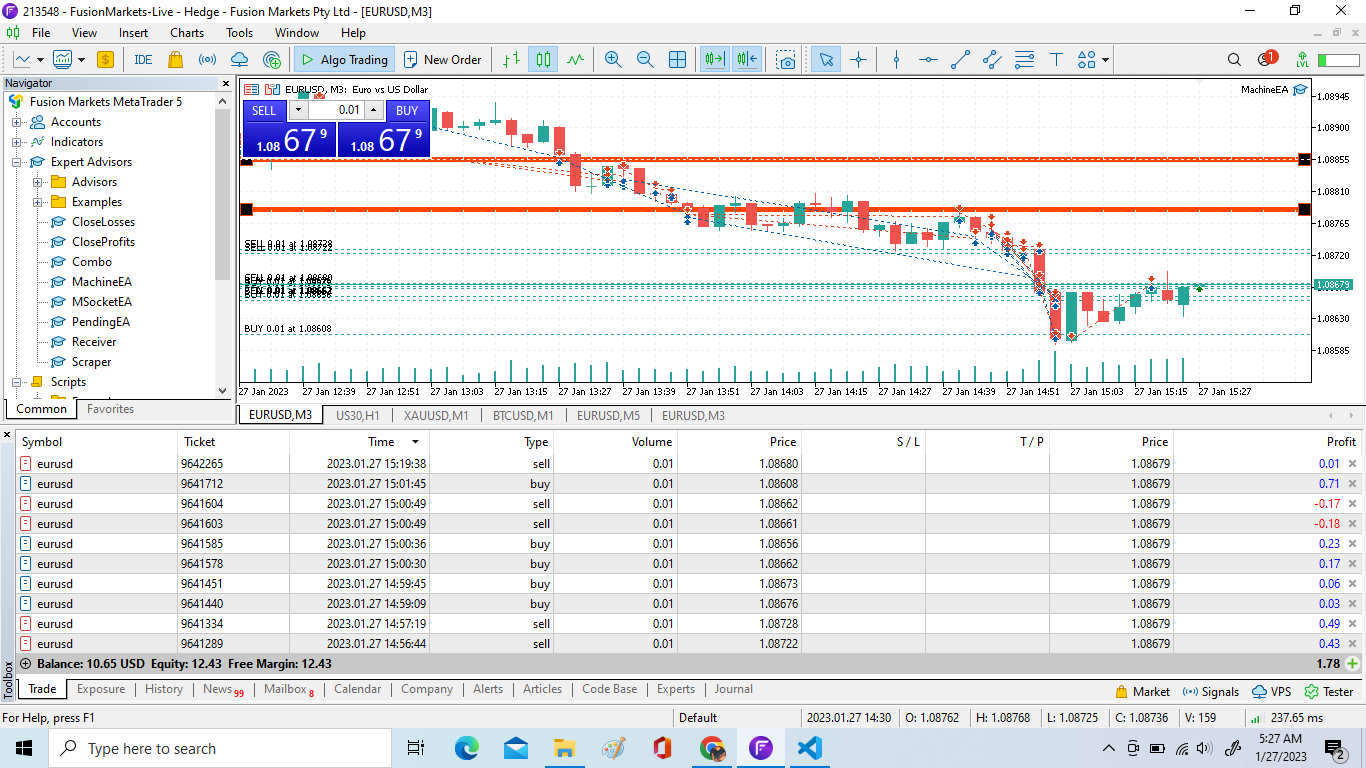 213548 - FusionMarkets-Live - Hedge - Fusion Markets Pty Ltd - [EURUSD,M3]
File View Insert Charts Tools Window Help
IDE Algo Trading New Order 1 LVL
Navigator
Fusion Markets MetaTrader 5
Accounts
Indicators
Expert Advisors
Advisors
Examples
CloseLosses
CloseProfits
Combo
MachineEA
MSocketEA
PendingEA
Receiver
Scraper
Scripts
Common Favorites
EURUSD, M3: Euro vs US Dollar
MachineEA
SELL 0.01 BUY
1.08 67 9 1.08 67 9
1.08945
1.08900
1.08855
1.08810
1.08765
1.08720
1.08679
1.08630
1.08585
SELL 0.01 at 1.08728
SELL 0.01 at 1.08722
SELL 0.01 at 1.08680
BUY 0.01 at 1.08656
BUY 0.01 at 1.08608
27 Jan 2023 27 Jan 12:39 27 Jan 12:51 27 Jan 13:03 27 Jan 13:15 27 Jan 13:27 27 Jan 13:39 27 Jan 13:51 27 Jan 14:03 27 Jan 14:15 27 Jan 14:27 27 Jan 14:39 27 Jan 14:51 27 Jan 15:03 27 Jan 15:15 27 Jan 15:27
EURUSD,M3 US30,H1 XAUUSD,M1 BTCUSD,M1 EURUSD,M5 EURUSD,M3
Symbol Ticket Time Type Volume Price S / L T / P Price Profit
eurusd 9642265 2023.01.27 15:19:38 sell 0.01 1.08680 1.08679 0.01
eurusd 9641712 2023.01.27 15:01:45 buy 0.01 1.08608 1.08679 0.71
eurusd 9641604 2023.01.27 15:00:49 sell 0.01 1.08662 1.08679 -0.17
eurusd 9641603 2023.01.27 15:00:49 sell 0.01 1.08661 1.08679 -0.18
eurusd 9641585 2023.01.27 15:00:36 buy 0.01 1.08656 1.08679 0.23
eurusd 9641578 2023.01.27 15:00:30 buy 0.01 1.08662 1.08679 0.17
eurusd 9641451 2023.01.27 14:59:45 buy 0.01 1.08673 1.08679 0.06
eurusd 9641440 2023.01.27 14:59:09 buy 0.01 1.08676 1.08679 0.03
eurusd 9641334 2023.01.27 14:57:19 sell 0.01 1.08728 1.08679 0.49
eurusd 9641289 2023.01.27 14:56:44 sell 0.01 1.08722 1.08679 0.43
Balance: 10.65 USD Equity: 12.43 Free Margin: 12.43 1.78
Toolbox
Trade Exposure History News 99 Mailbox 8 Calendar Company Alerts Articles Code Base Experts Journal Market Signals VPS Tester
For Help, press F1 Default 2023.01.27 14:30 O: 1.08762 H: 1.08768 L: 1.08725 C: 1.08736 V: 159 237.65 ms
Type here to search
5:27 AM
1/27/2023
2